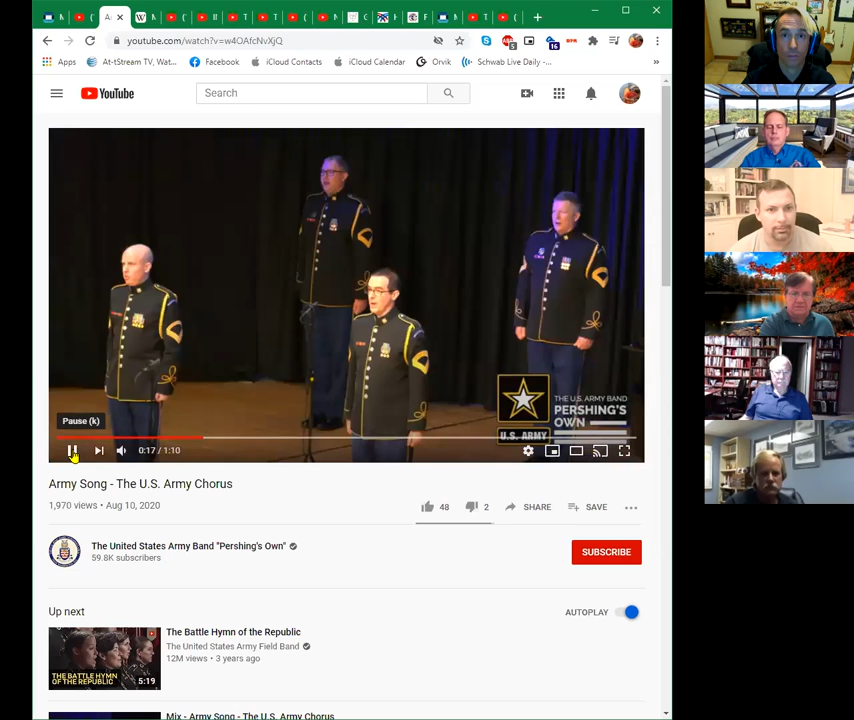 youtube.com/watch?v=w4OAfcNvXjQ
5
16
Apps
At-tStream TV, Wat...
Facebook
iCloud Contacts
iCloud Calendar
Orvik
Schwab Live Daily -...
»
YouTube
Search
Pause (k)
THE U.S. ARMY BAND
PERSHING'S
OWN
U.S. ARMY
0:17 / 1:10
Army Song - The U.S. Army Chorus
1,970 views • Aug 10, 2020
48
2
SHARE
SAVE
The United States Army Band "Pershing's Own"
59.8K subscribers
SUBSCRIBE
Up next
AUTOPLAY
The Battle Hymn of the Republic
The United States Army Field Band
12M views • 3 years ago
THE BATTLE HYMN
OF THE REPUBLIC
5:19
Mix - Army Song - The U.S. Army Chorus